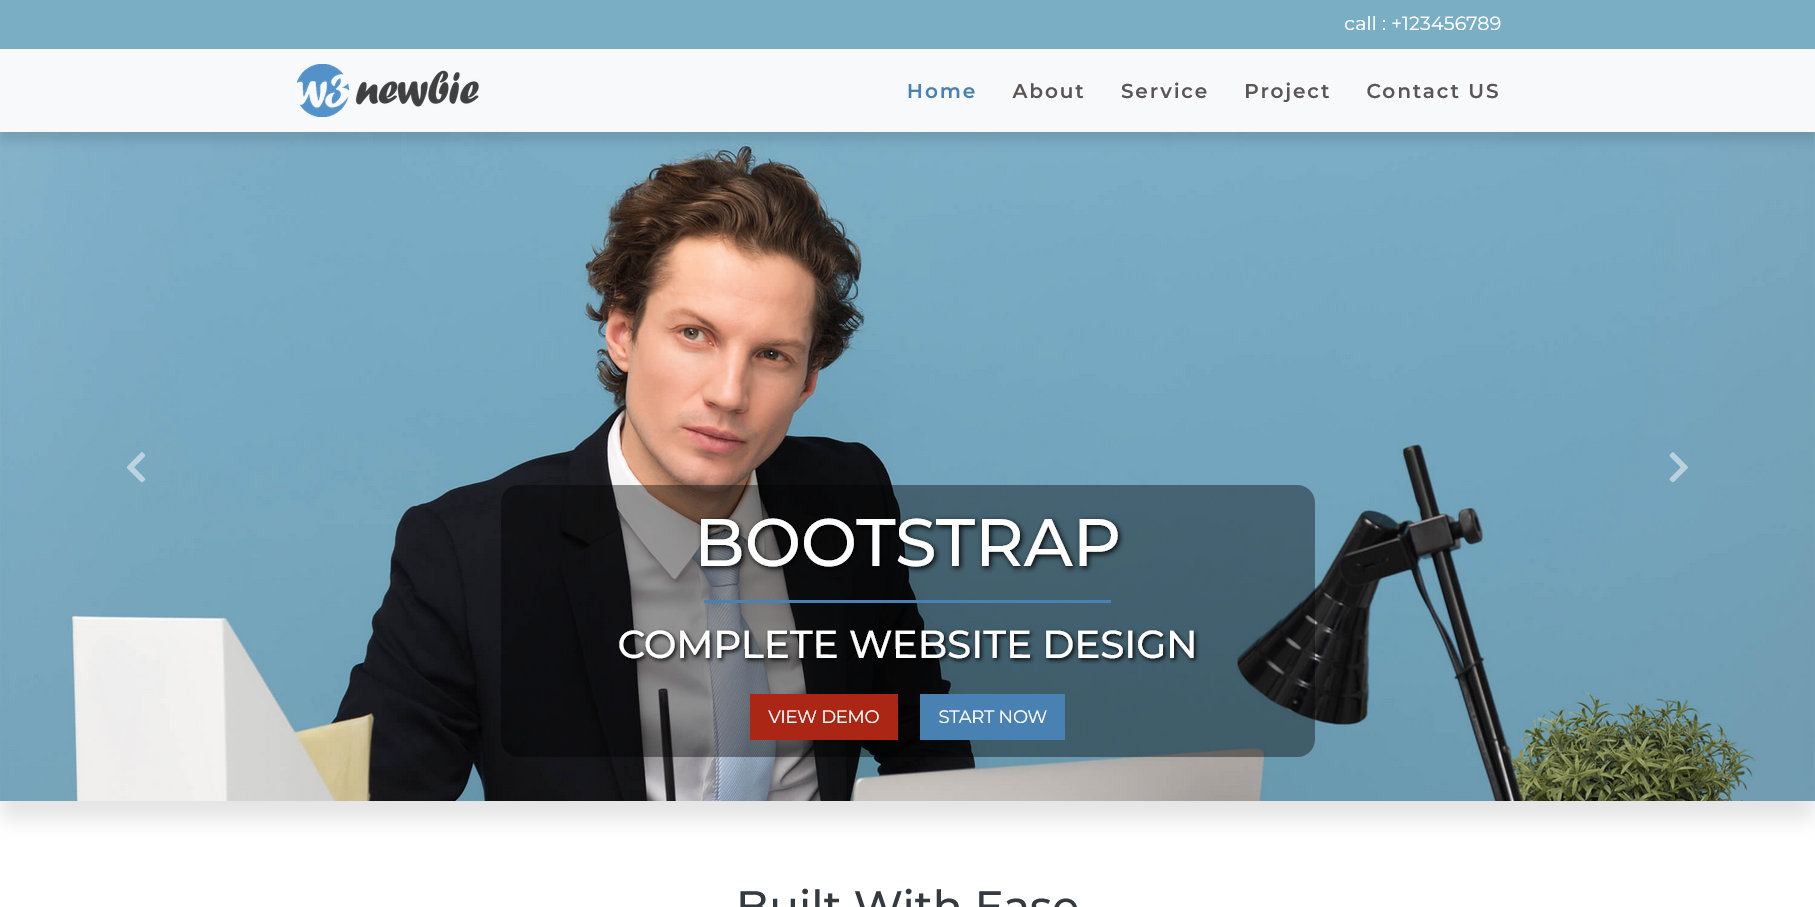 call : +123456789
W3 newbie
Home About Service Project Contact US
BOOTSTRAP
COMPLETE WEBSITE DESIGN
VIEW DEMO START NOW
Built With Ease